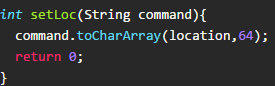 int setLoc(String command){
  command.toCharArray(location,64);
  return 0;
}